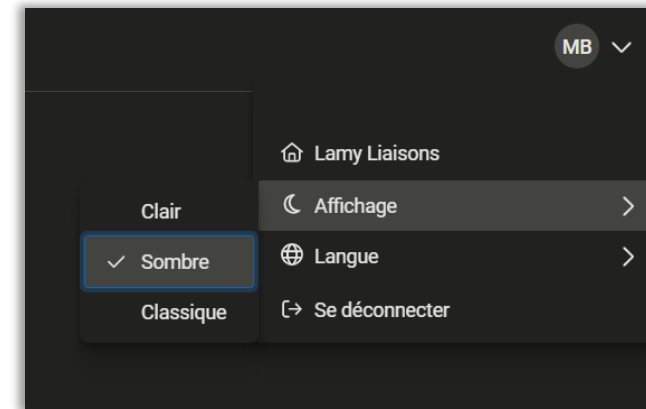 MB
Lamy Liaisons
Affichage
Clair
Sombre
Classique
Langue
Se déconnecter